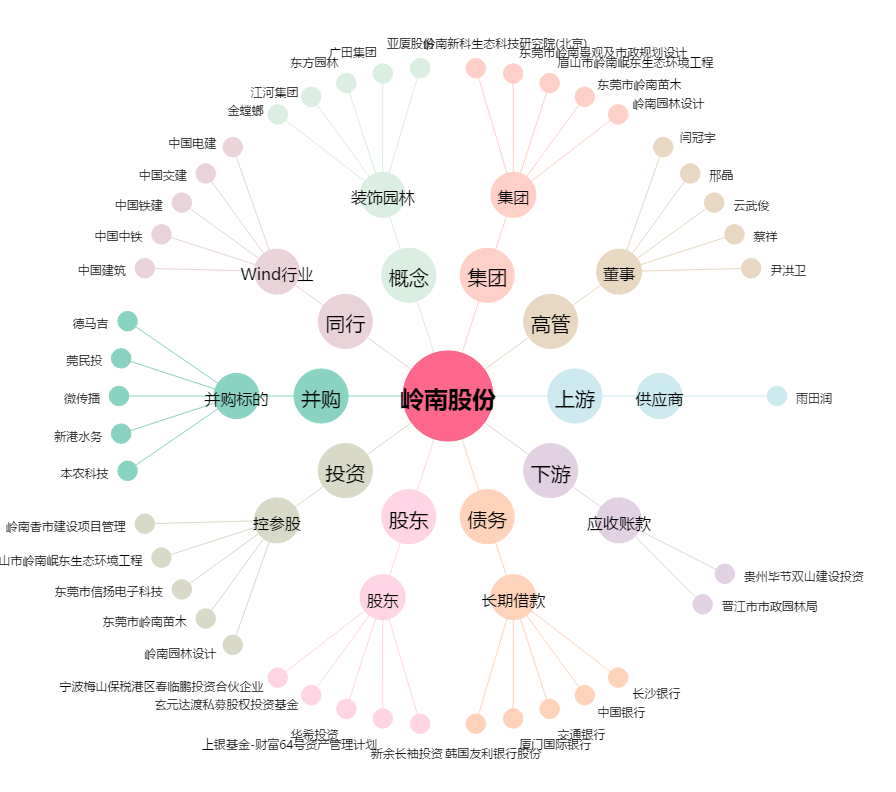 亚厦股份
岭南新科生态科技研究院(北京)
广田集团
东莞市岭南景观及市政规划设计
东方园林
眉山市岭南岷东生态环境工程
江河集团
东莞市岭南苗木
金螳螂
岭南园林设计
中国电建
闫冠宇
中国交建
邢晶
装饰园林
集团
中国铁建
云武俊
中国中铁
蔡祥
中国建筑
Wind行业
概念
集团
董事
尹洪卫
德马吉
同行
高管
莞民投
微传播
并购标的
并购
岭南股份
上游
供应商
雨田润
新港水务
本农科技
投资
下游
岭南香市建设项目管理
控参股
股东
债务
应收账款
山市岭南岷东生态环境工程
贵州毕节双山建设投资
东莞市信扬电子科技
股东
长期借款
晋江市市政园林局
东莞市岭南苗木
岭南园林设计
宁波梅山保税港区春临鹏投资合伙企业
长沙银行
玄元达渡私募股权投资基金
中国银行
华希投资
交通银行
上银基金-财富64号资产管理计划
厦门国际银行
新余长袖投资
韩国友利银行股份